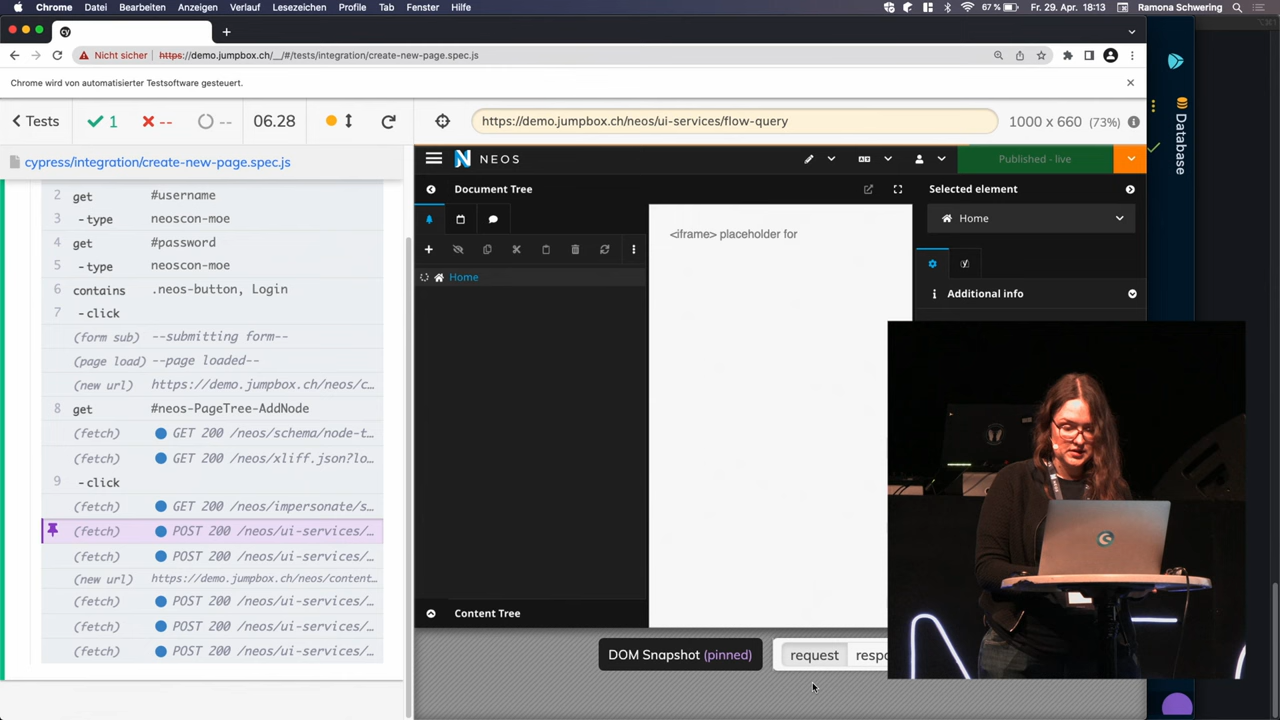 Chrome Datei Bearbeiten Anzeigen Verlauf Lesezeichen Profile Tab Fenster Hilfe 67 % Fr. 29. Apr. 18:13 Ramona Schwering
Nicht sicher https://demo.jumpbox.ch/__/#/tests/integration/create-new-page.spec.js
Chrome wird von automatisierter Testsoftware gesteuert.
Tests 1 -- -- 06.28 https://demo.jumpbox.ch/neos/ui-services/flow-query 1000 x 660 (73%)
Database
cypress/integration/create-new-page.spec.js
2 get #username
3 - type neoscon-moe
4 get #password
5 - type neoscon-moe
6 contains .neos-button, Login
7 - click
(form sub) --submitting form--
(page load) --page loaded--
(new url) https://demo.jumpbox.ch/neos/c…
8 get #neos-PageTree-AddNode
(fetch) GET 200 /neos/schema/node-t…
(fetch) GET 200 /neos/xliff.json?lo…
9 - click
(fetch) GET 200 /neos/impersonate/s…
(fetch) POST 200 /neos/ui-services/…
(fetch) POST 200 /neos/ui-services/…
(new url) https://demo.jumpbox.ch/neos/content…
(fetch) POST 200 /neos/ui-services/…
(fetch) POST 200 /neos/ui-services/…
(fetch) POST 200 /neos/ui-services/…
NEOS
Published - live
Document Tree
Home
Content Tree
<iframe> placeholder for
Selected element
Home
Additional info
DOM Snapshot (pinned)
request respo